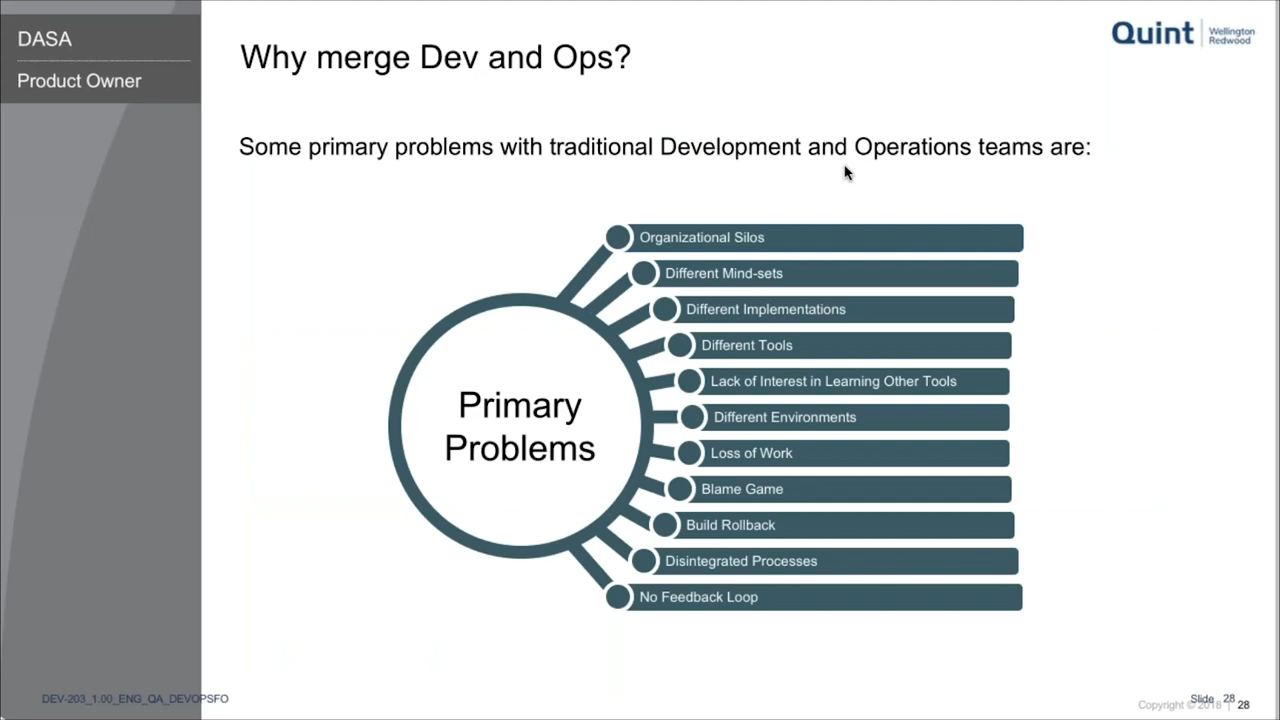 DASA
Product Owner
Why merge Dev and Ops?
Quint Wellington
Redwood
Some primary problems with traditional Development and Operations teams are:
Primary
Problems
Organizational Silos
Different Mind-sets
Different Implementations
Different Tools
Lack of Interest in Learning Other Tools
Different Environments
Loss of Work
Blame Game
Build Rollback
Disintegrated Processes
No Feedback Loop
DEV-203_1.00_ENG_QA_DEVOPSFO
Slide 28
Copyright © 2018 | 28